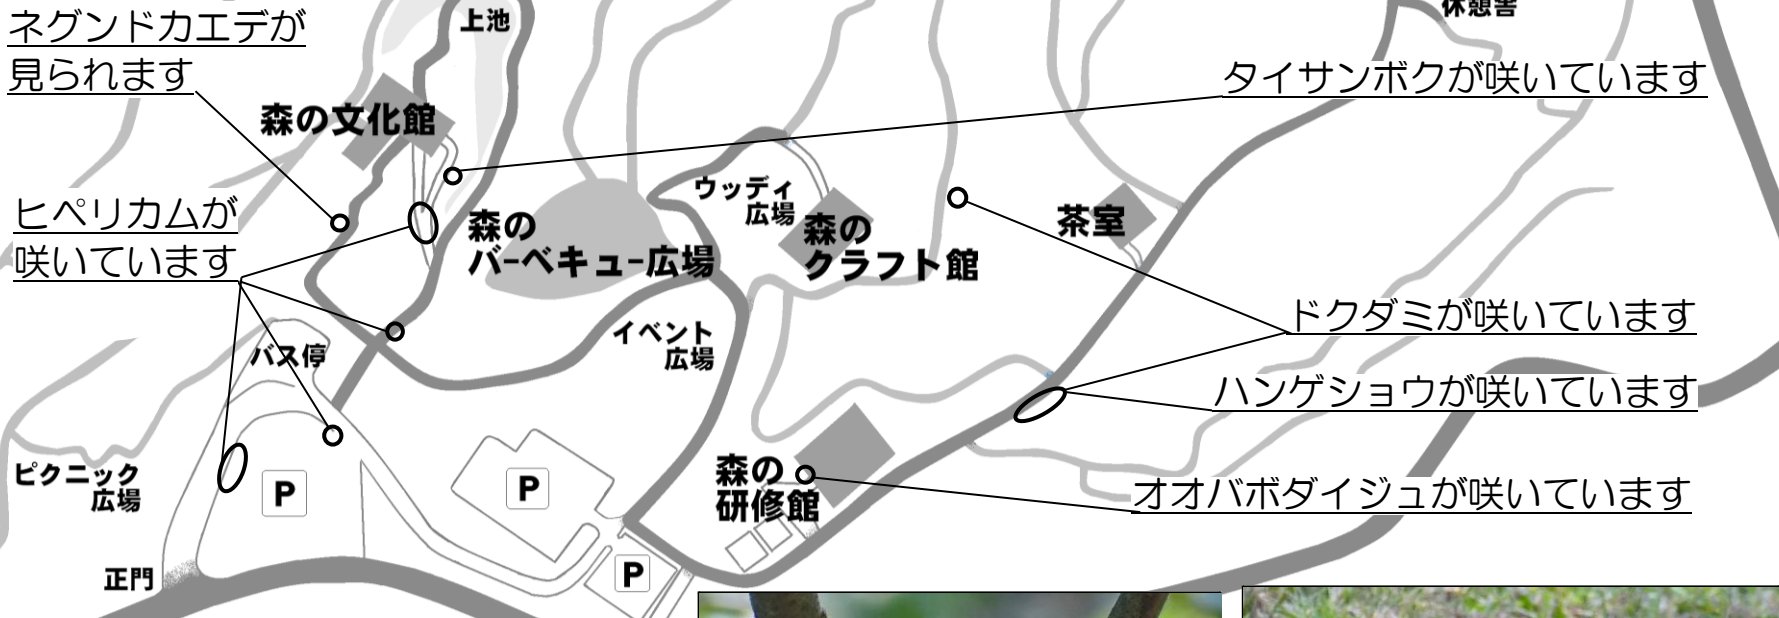 ネグンドカエデが
見られます
上池
休憩舎
タイサンボクが咲いています
森の文化館
ヒペリカムが
咲いています
森の
バーベキュー広場
ウッディ
広場
森の
クラフト館
茶室
ドクダミが咲いています
イベント
広場
バス停
ハンゲショウが咲いています
ピクニック
広場
P
P
森の
研修館
オオバボダイジュが咲いています
正門
P